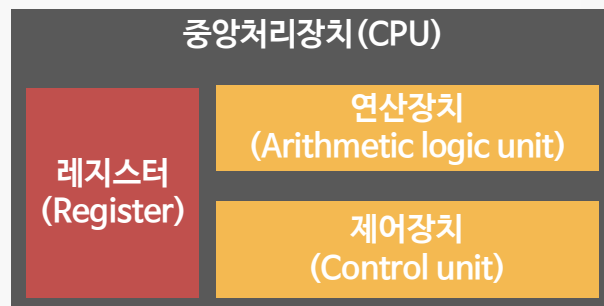 중앙처리장치(CPU)
레지스터
(Register)
연산장치
(Arithmetic logic unit)
제어장치
(Control unit)